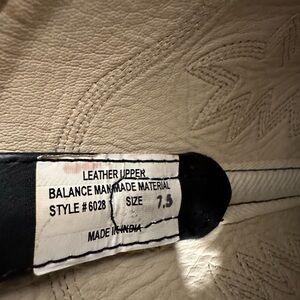 LEATHER UPPER
BALANCE MANMADE MATERIAL
STYLE # 6028 SIZE 7.5
MADE IN INDIA